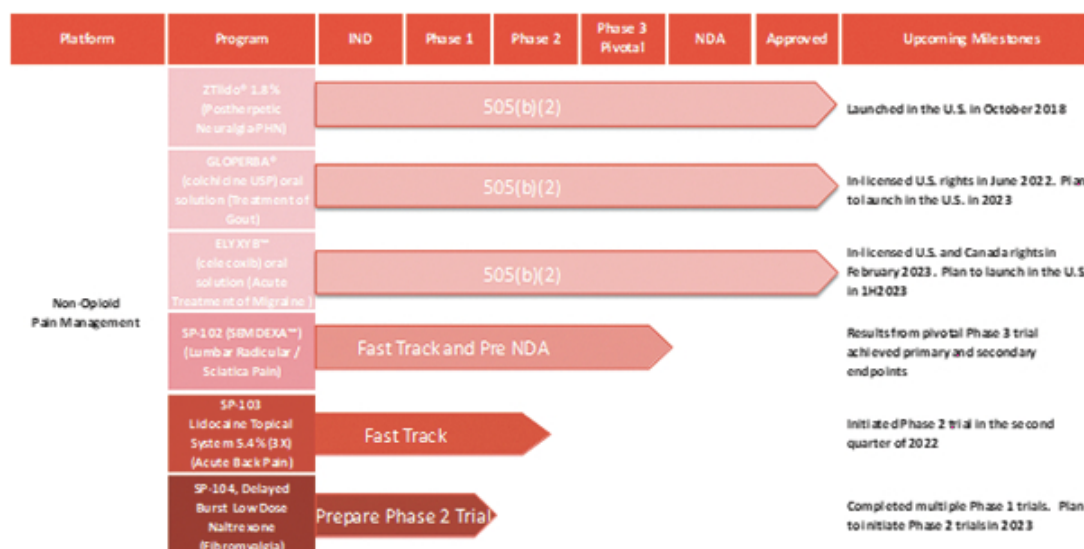 Platform
Program
IND
Phase 1
Phase 2
Phase 3
Pivotal
NDA
Approved
Upcoming Milestones
Non-Opioid
Pain Management
ZTlido® 1.8%
(Postherpetic
Neuralgia-PHN)
505(b)(2)
Launched in the U.S. in October 2018
GLOPERBA®
(colchicine USP) oral
solution (Treatment of
Gout)
505(b)(2)
In-licensed U.S. rights in June 2022. Plan
to launch in the U.S. in 2023
ELYXYB™
(celecoxib) oral
solution (Acute
Treatment of Migraine )
505(b)(2)
In-licensed U.S. and Canada rights in
February 2023. Plan to launch in the U.S.
in 1H2023
SP-102 (SEMDEXA™)
(Lumbar Radicular /
Sciatica Pain)
Fast Track and Pre NDA
Results from pivotal Phase 3 trial
achieved primary and secondary
endpoints
SP-103
Lidocaine Topical
System 5.4% (3X)
(Acute Back Pain)
Fast Track
Initiated Phase 2 trial in the second
quarter of 2022
SP-104, Delayed
Burst Low Dose
Naltrexone
(Fibromyalgia)
Prepare Phase 2 Trial
Completed multiple Phase 1 trials. Plan
to initiate Phase 2 trials in 2023